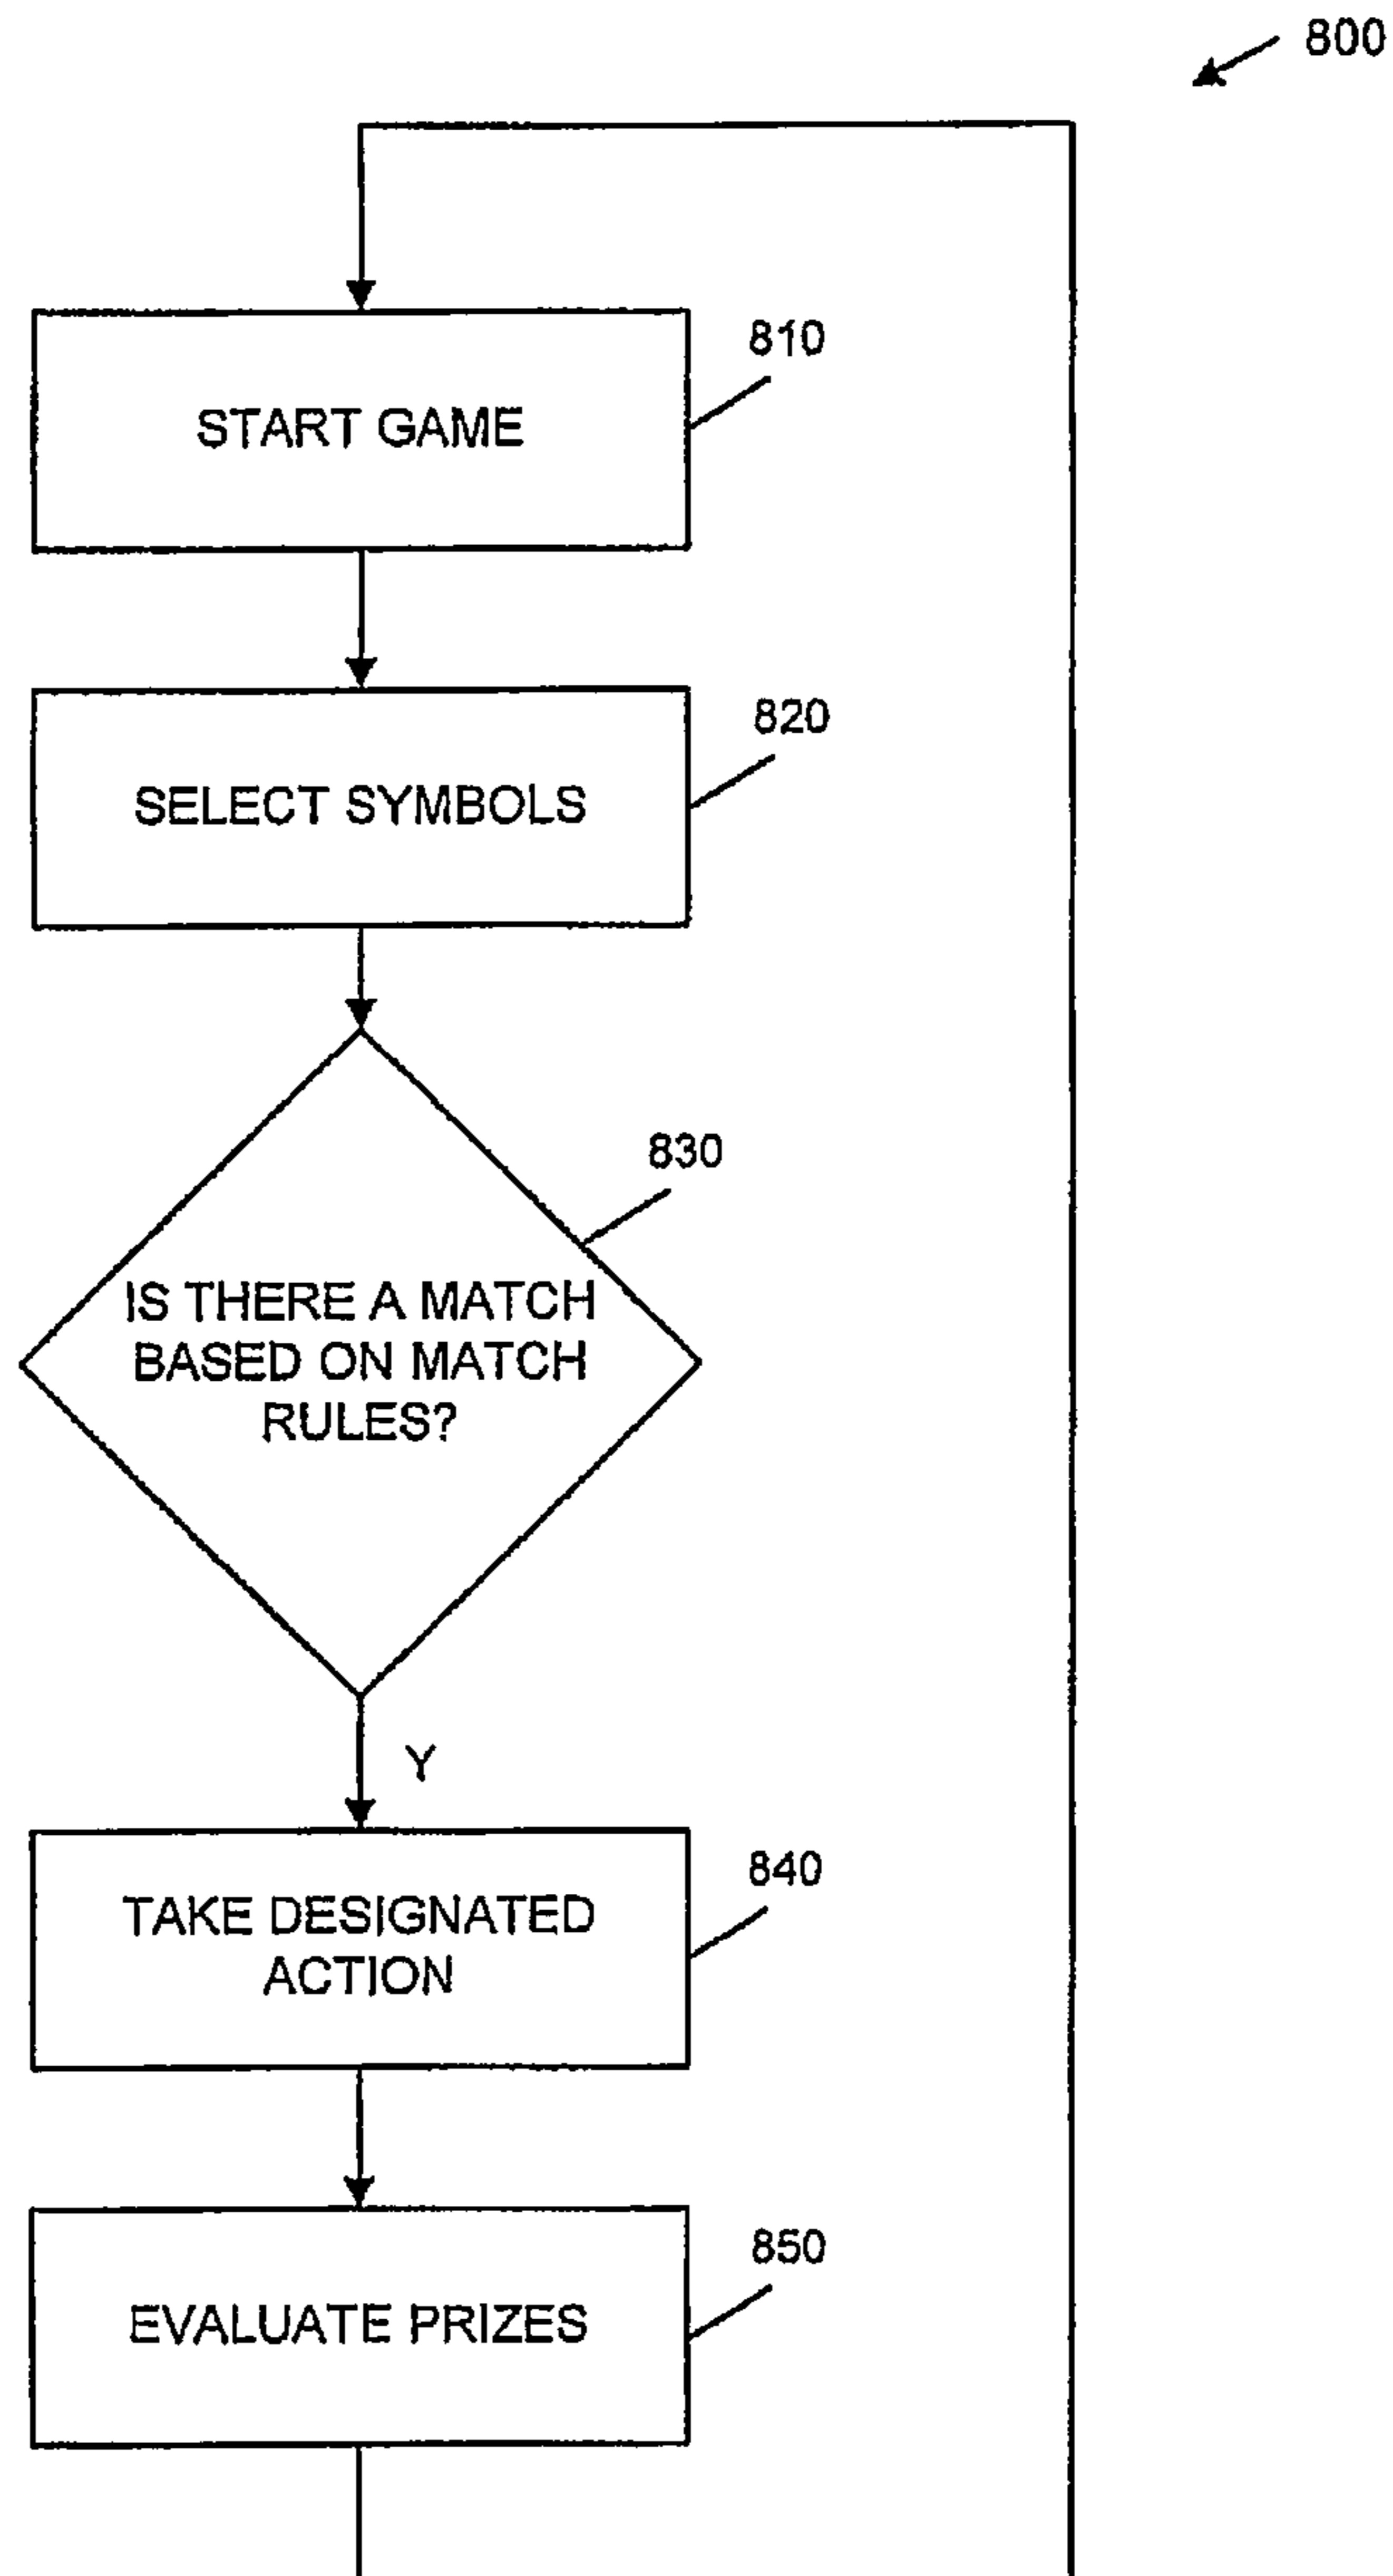 800
810
START GAME
820
SELECT SYMBOLS
830
IS THERE A MATCH
BASED ON MATCH
RULES?
Y
840
TAKE DESIGNATED
ACTION
850
EVALUATE PRIZES